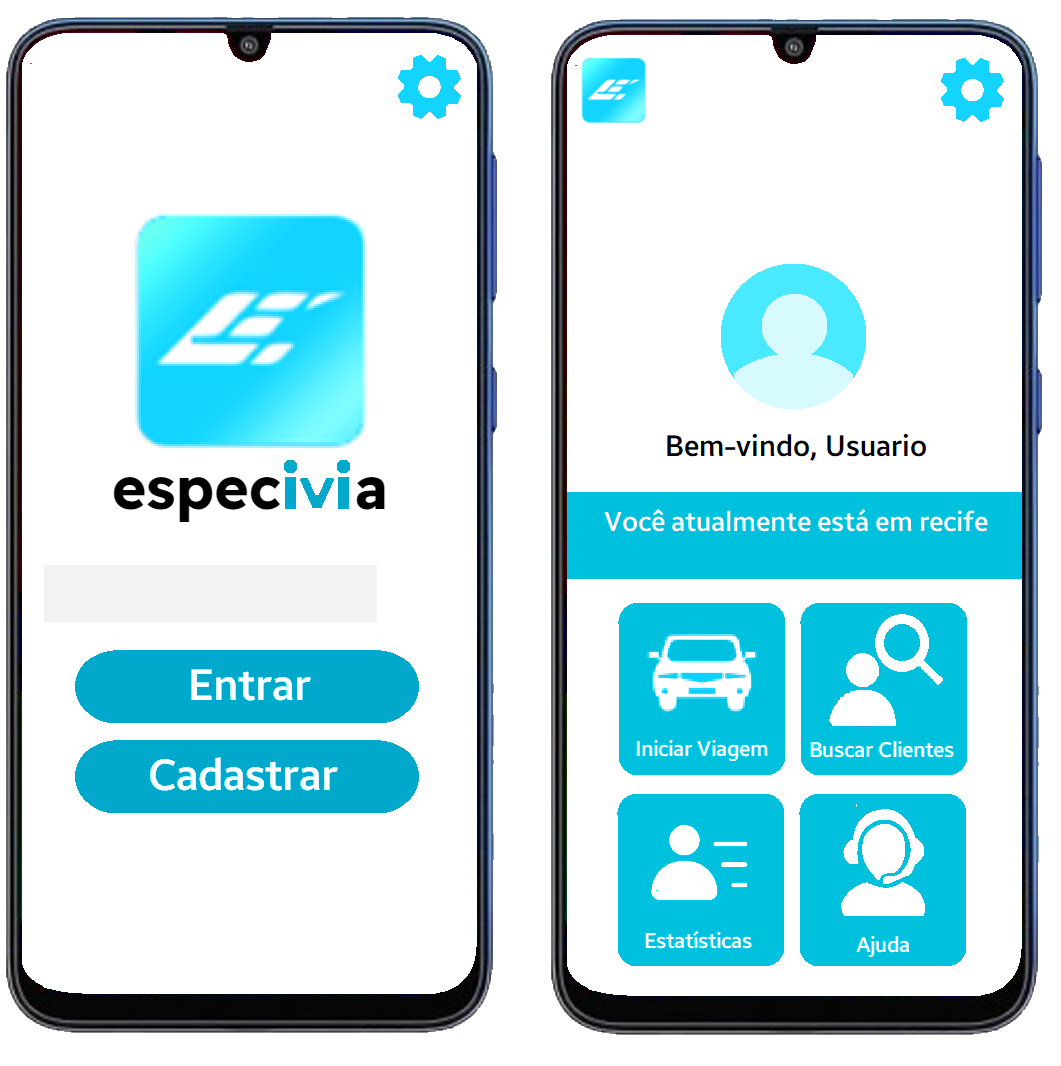 especivia
Entrar
Cadastrar
Bem-vindo, Usuario
Você atualmente está em recife
Iniciar Viagem
Buscar Clientes
Estatísticas
Ajuda